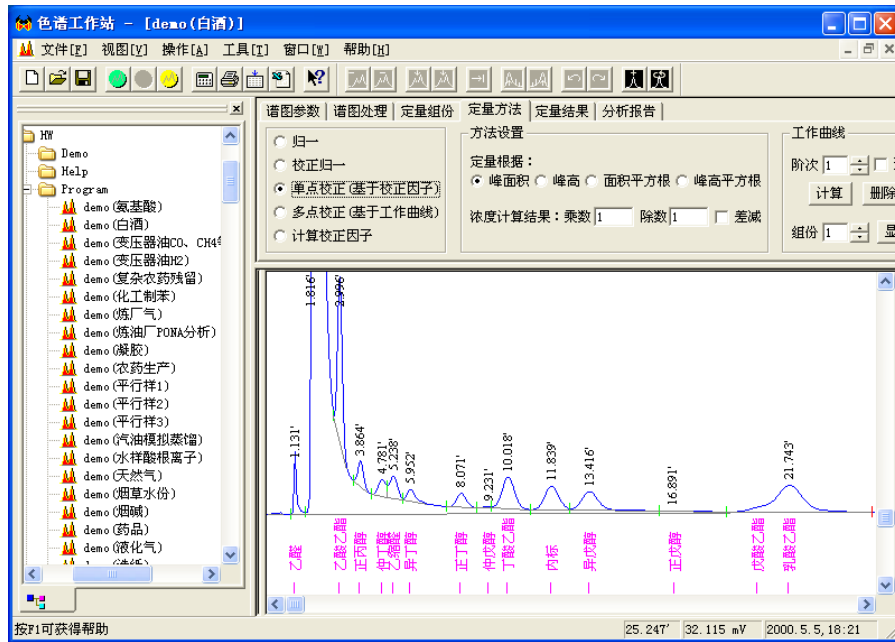 色谱工作站 - [demo(白酒)]
文件[F] 视图[V] 操作[A] 工具[T] 窗口[W] 帮助[H]
谱图参数 谱图处理 定量组份 定量方法 定量结果 分析报告
HW
Demo
Help
Program
demo(氨基酸)
demo(白酒)
demo(变压器油CO、CH4
demo(变压器油H2)
demo(复杂农药残留)
demo(化工制苯)
demo(炼厂气)
demo(炼油厂PONA分析)
demo(凝胶)
demo(农药生产)
demo(平行样1)
demo(平行样2)
demo(平行样3)
demo(汽油模拟蒸馏)
demo(水样酸根离子)
demo(天然气)
demo(烟草水份)
demo(烟碱)
demo(药品)
demo(液化气)
归一
校正归一
单点校正(基于校正因子)
多点校正(基于工作曲线)
计算校正因子
方法设置
定量根据：
峰面积 峰高 面积平方根 峰高平方根
浓度计算结果：乘数 1 除数 1 差减
工作曲线
阶次 1
计算 删除
组份 1
1.131' 1.816' 2.996' 3.864' 4.781' 5.238' 5.952' 8.071' 9.231' 10.018' 11.839' 13.416' 16.891' 21.743'
乙醛 乙酸乙酯 正丙醇 仲丁醇 乙缩醛 异丁醇 正丁醇 仲戊醇 丁酸乙酯 内标 异戊醇 正戊醇 戊酸乙酯 乳酸乙酯
按F1可获得帮助
25.247' 32.115 mV 2000.5.5,18:21